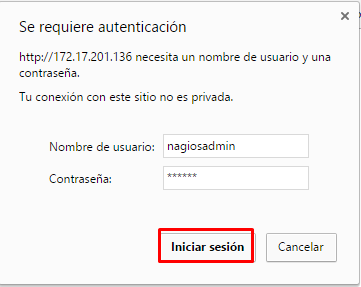 Se requiere autenticación
http://172.17.201.136 necesita un nombre de usuario y una
contraseña.
Tu conexión con este sitio no es privada.
Nombre de usuario: nagiosadmin
Contraseña: ******
Iniciar sesión Cancelar